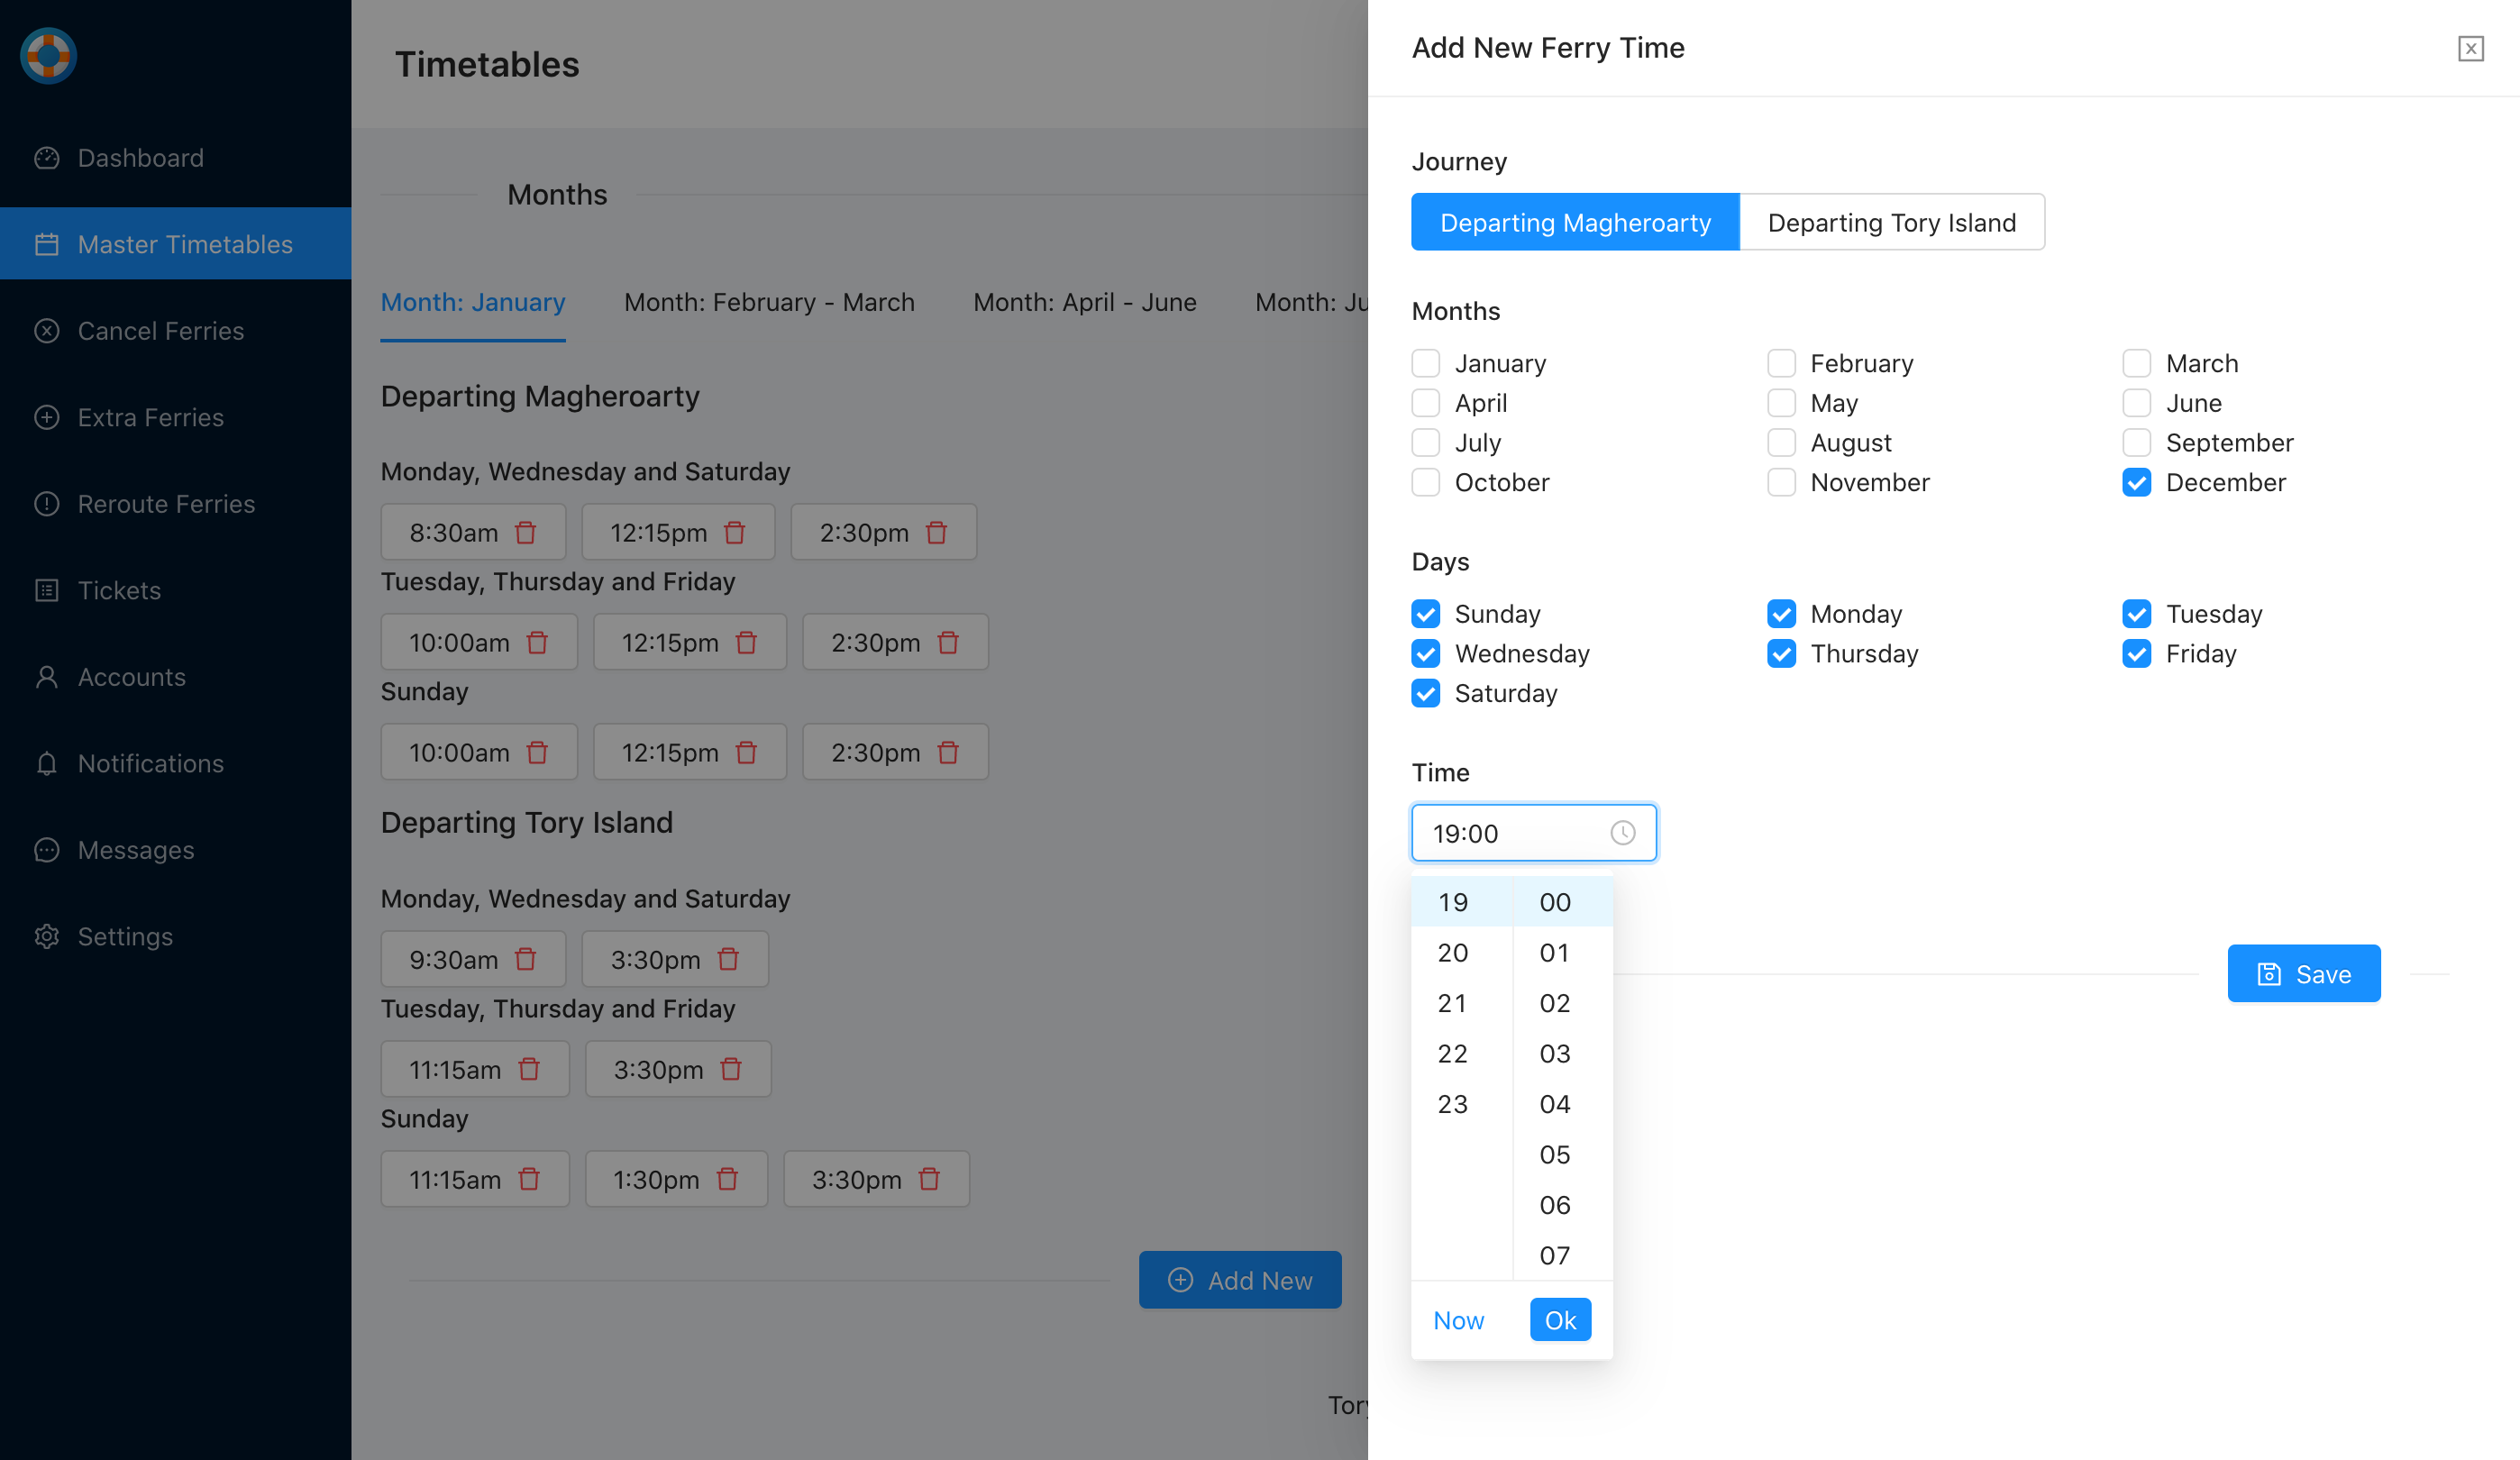 Dashboard
Master Timetables
Cancel Ferries
Extra Ferries
Reroute Ferries
Tickets
Accounts
Notifications
Messages
Settings
Timetables
Months
Month: January Month: February - March Month: April - June Month:
Departing Magheroarty
Monday, Wednesday and Saturday
8:30am 12:15pm 2:30pm
Tuesday, Thursday and Friday
10:00am 12:15pm 2:30pm
Sunday
10:00am 12:15pm 2:30pm
Departing Tory Island
Monday, Wednesday and Saturday
9:30am 3:30pm
Tuesday, Thursday and Friday
11:15am 3:30pm
Sunday
11:15am 1:30pm 3:30pm
Add New
Tory
Add New Ferry Time
Journey
Departing Magheroarty Departing Tory Island
Months
January February March
April May June
July August September
October November December
Days
Sunday Monday Tuesday
Wednesday Thursday Friday
Saturday
Time
19:00
19 00
20 01
21 02
22 03
23 04
05
06
07
Now Ok
Save